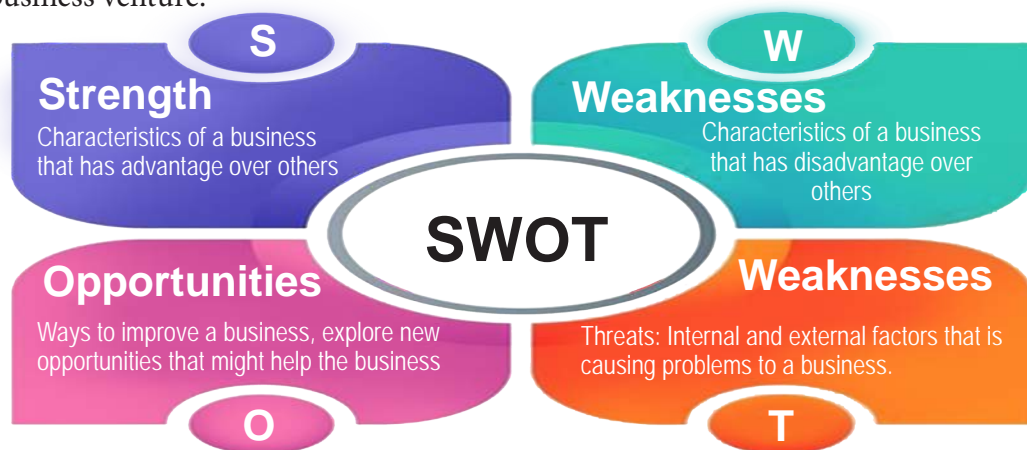 business venture.
S
Strength
Characteristics of a business
that has advantage over others
W
Weaknesses
Characteristics of a business
that has disadvantage over
others
SWOT
Opportunities
Ways to improve a business, explore new
opportunities that might help the business
O
Weaknesses
Threats: Internal and external factors that is
causing problems to a business.
T